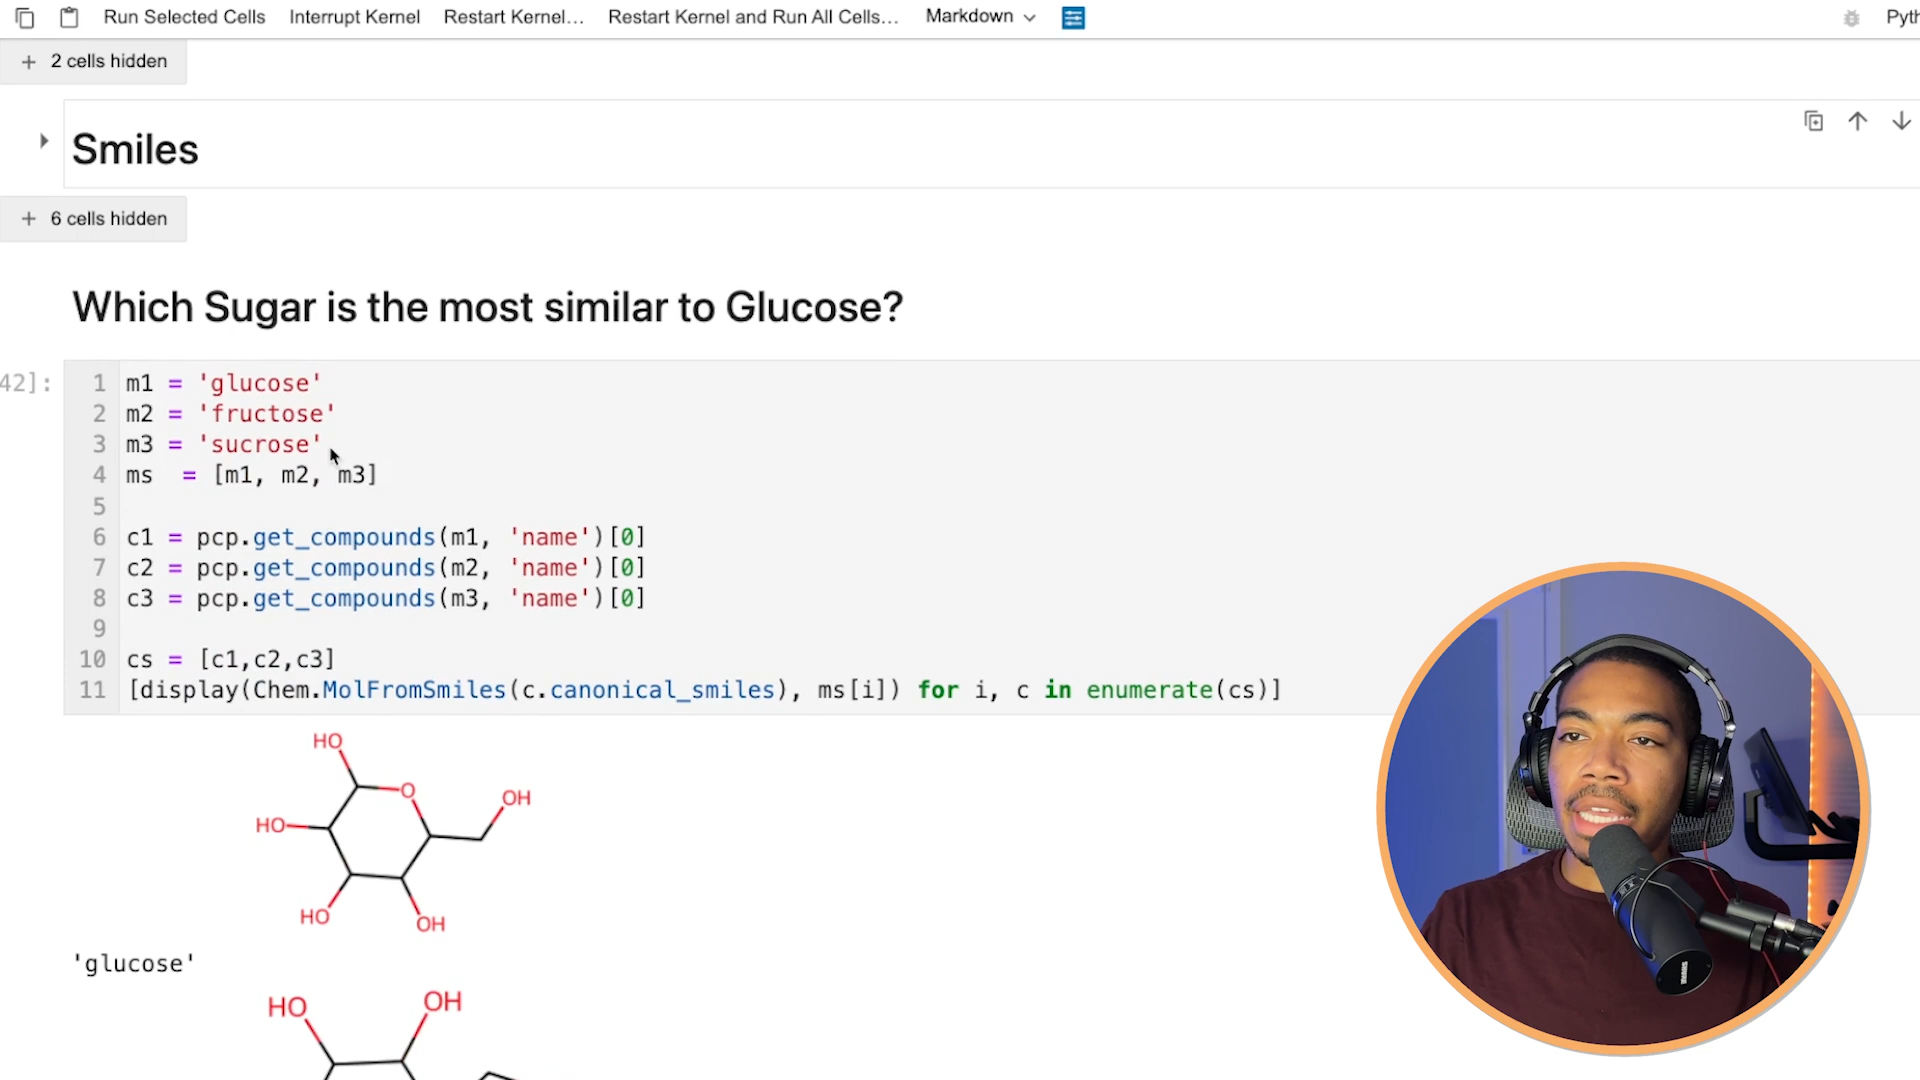 Run Selected Cells Interrupt Kernel Restart Kernel... Restart Kernel and Run All Cells... Markdown Pyth
+ 2 cells hidden
Smiles
+ 6 cells hidden
Which Sugar is the most similar to Glucose?
42]:
1 m1 = 'glucose'
2 m2 = 'fructose'
3 m3 = 'sucrose'
4 ms  = [m1, m2, m3]
5
6 c1 = pcp.get_compounds(m1, 'name')[0]
7 c2 = pcp.get_compounds(m2, 'name')[0]
8 c3 = pcp.get_compounds(m3, 'name')[0]
9
10 cs = [c1,c2,c3]
11 [display(Chem.MolFromSmiles(c.canonical_smiles), ms[i]) for i, c in enumerate(cs)]
HO
O
OH
HO
HO
OH
'glucose'
HO OH
SHURE